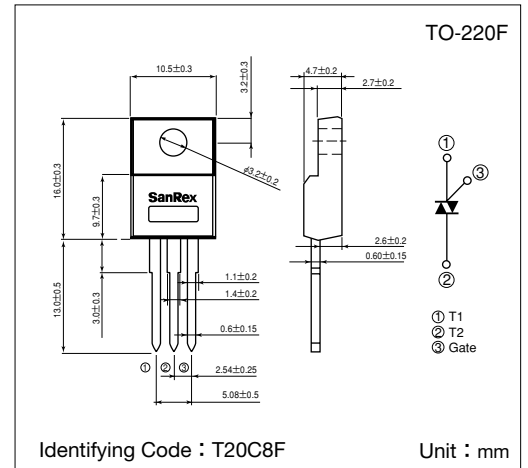 TO-220F
10.5±0.3
3.2±0.2
4.7±0.2
2.7±0.2
16.0±0.3
9.7±0.3
φ3.2±0.2
SanRex
13.0±0.5
3.0±0.3
1.1±0.2
1.4±0.2
0.6±0.15
2.54±0.25
5.08±0.5
① ② ③
2.6±0.2
0.60±0.15
①
③
②
① T1
② T2
③ Gate
Identifying Code：T20C8F
Unit：mm